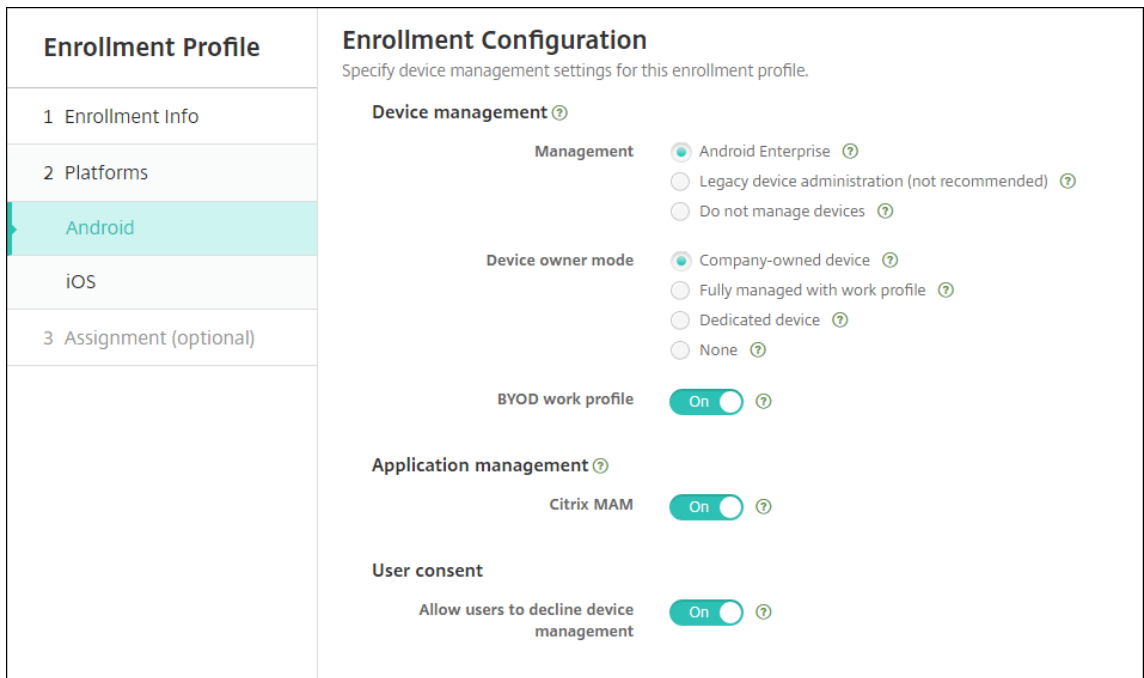 Enrollment Profile
1 Enrollment Info
2 Platforms
Android
iOS
3 Assignment (optional)
Enrollment Configuration
Specify device management settings for this enrollment profile.
Device management ?
Management
Android Enterprise ?
Legacy device administration (not recommended) ?
Do not manage devices ?
Device owner mode
Company-owned device ?
Fully managed with work profile ?
Dedicated device ?
None ?
BYOD work profile
On ?
Application management ?
Citrix MAM
On ?
User consent
Allow users to decline device
management
On ?